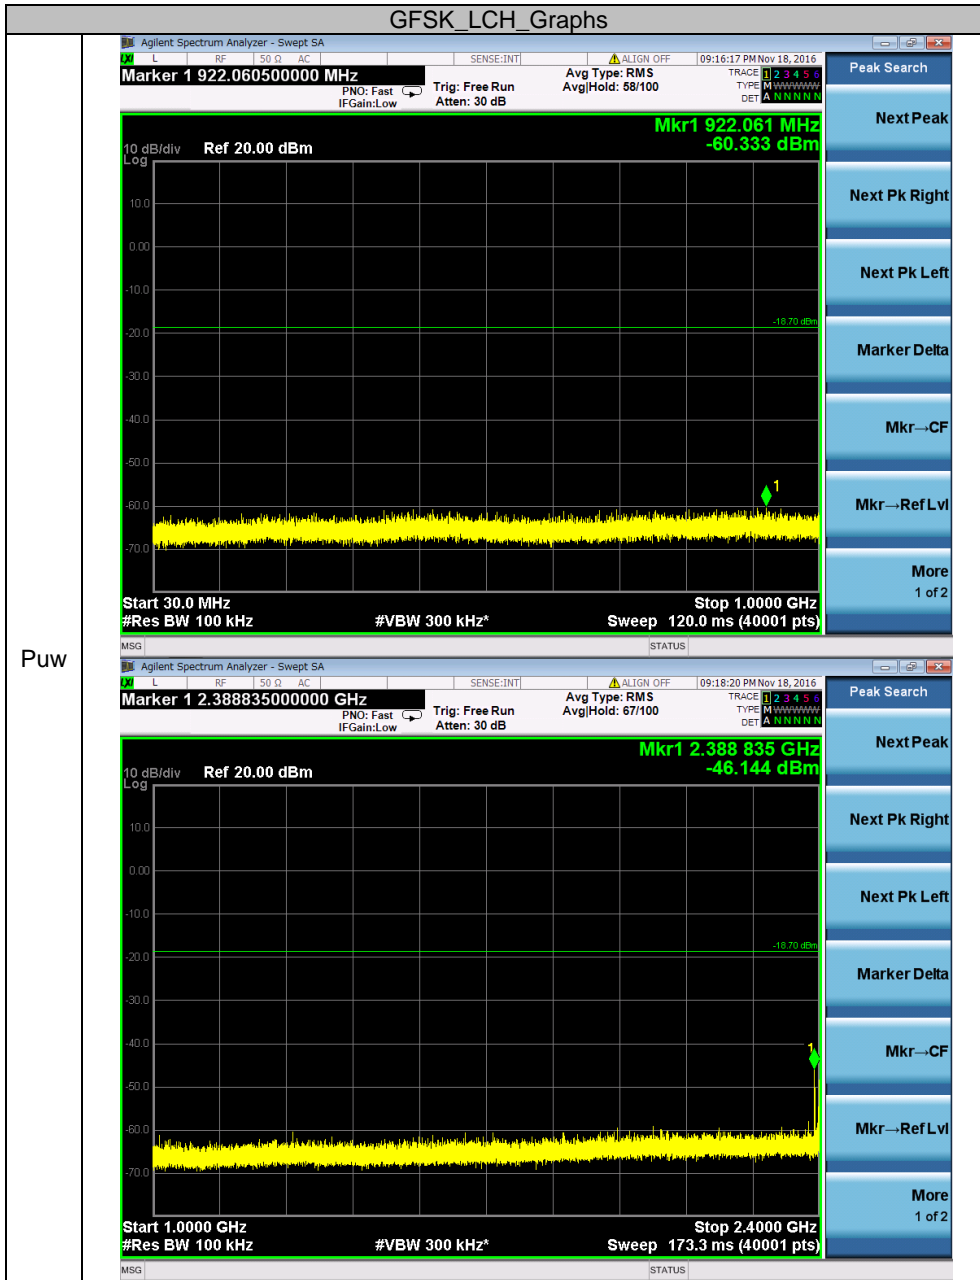 GFSK_LCH_Graphs
Puw
Agilent Spectrum Analyzer - Swept SA
LXI L RF 50 Ω AC SENSE:INT ALIGN OFF 09:16:17 PM Nov 18, 2016
Marker 1 922.060500000 MHz
PNO: Fast
IFGain:Low
Trig: Free Run
Atten: 30 dB
Avg Type: RMS
Avg|Hold: 58/100
TRACE 1 2 3 4 5 6
TYPE M WWWWW
DET A N N N N N
Peak Search
Next Peak
Next Pk Right
Next Pk Left
Marker Delta
Mkr→CF
Mkr→Ref Lvl
More
1 of 2
Mkr1 922.061 MHz
-60.333 dBm
10 dB/div Ref 20.00 dBm
Log
10.0
0.00
-10.0
-18.70 dBm
-20.0
-30.0
-40.0
-50.0
1
-60.0
-70.0
Start 30.0 MHz Stop 1.0000 GHz
#Res BW 100 kHz #VBW 300 kHz* Sweep 120.0 ms (40001 pts)
MSG STATUS
Agilent Spectrum Analyzer - Swept SA
LXI L RF 50 Ω AC SENSE:INT ALIGN OFF 09:18:20 PM Nov 18, 2016
Marker 1 2.388835000000 GHz
PNO: Fast
IFGain:Low
Trig: Free Run
Atten: 30 dB
Avg Type: RMS
Avg|Hold: 67/100
TRACE 1 2 3 4 5 6
TYPE M WWWWW
DET A N N N N N
Peak Search
Next Peak
Next Pk Right
Next Pk Left
Marker Delta
Mkr→CF
Mkr→Ref Lvl
More
1 of 2
Mkr1 2.388 835 GHz
-46.144 dBm
10 dB/div Ref 20.00 dBm
Log
10.0
0.00
-10.0
-18.70 dBm
-20.0
-30.0
-40.0
1
-50.0
-60.0
-70.0
Start 1.0000 GHz Stop 2.4000 GHz
#Res BW 100 kHz #VBW 300 kHz* Sweep 173.3 ms (40001 pts)
MSG STATUS